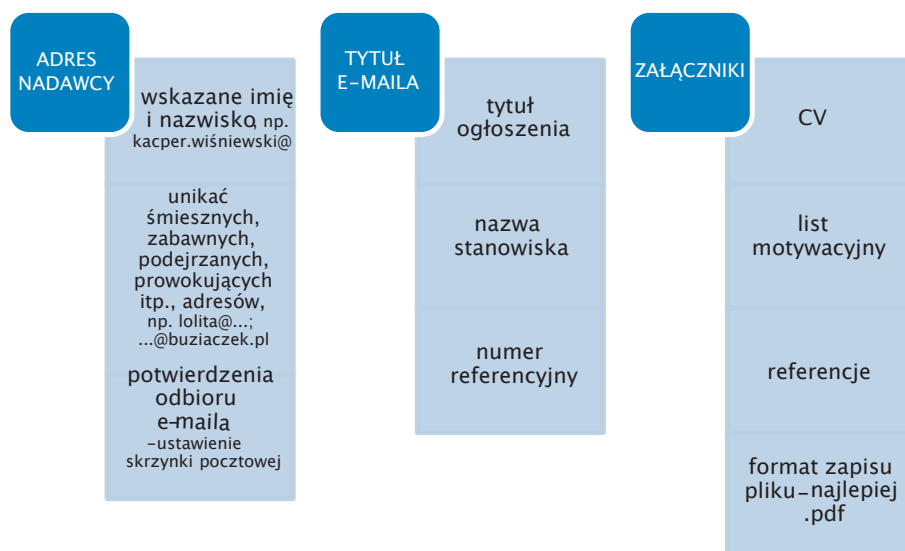 ADRES
NADAWCY
wskazane imię
i nazwisko, np.
kacper.wiśniewski@
unikać
śmiesznych,
zabawnych,
podejrzanych,
prowokujących
itp., adresów,
np. lolita@...;
...@buziaczek.pl
potwierdzenia
odbioru
e-maila
-ustawienie
skrzynki pocztowej
TYTUŁ
E-MAILA
tytuł
ogłoszenia
nazwa
stanowiska
numer
referencyjny
ZAŁĄCZNIKI
CV
list
motywacyjny
referencje
format zapisu
pliku-najlepiej
.pdf